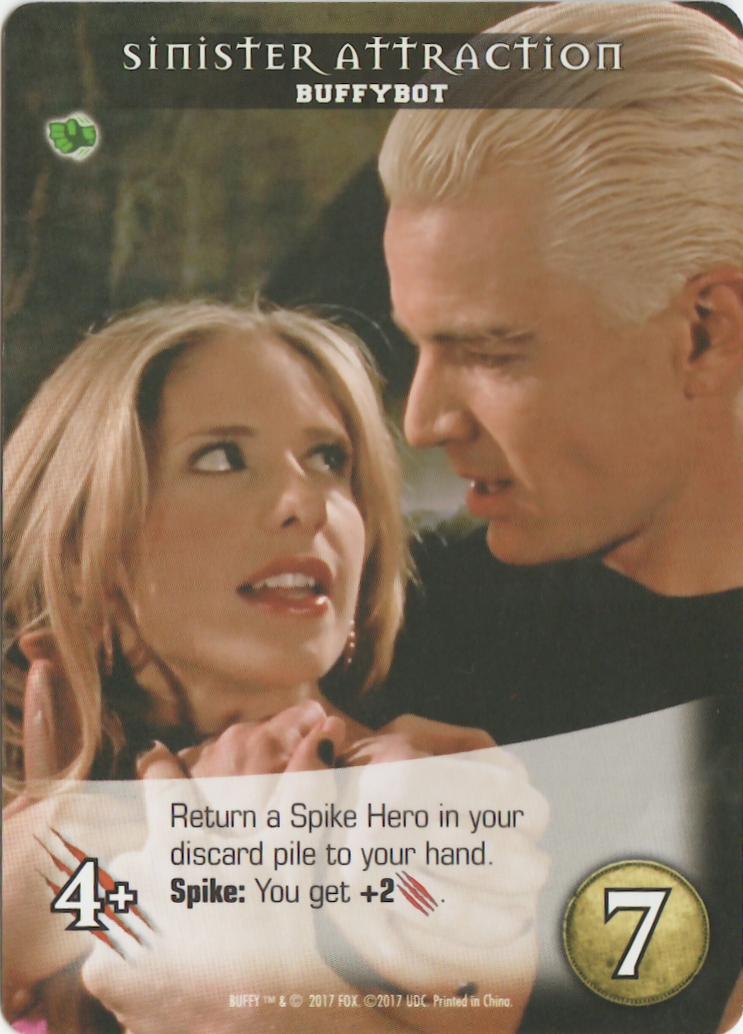 SINISTER ATTRACTION
BUFFYBOT
Return a Spike Hero in your
discard pile to your hand.
Spike: You get +2.
4+
7
BUFFY ™ & © 2017 FOX. ©2017 UDC. Printed in China.